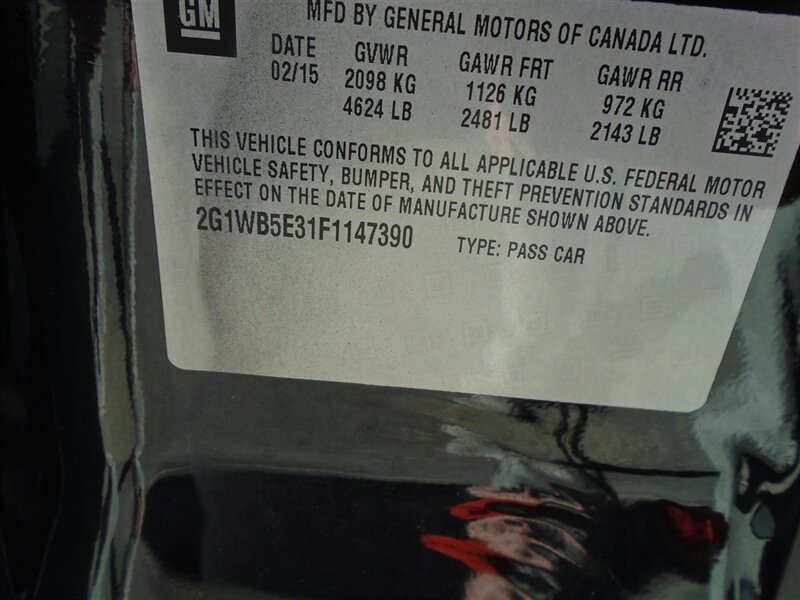 GM
MFD BY GENERAL MOTORS OF CANADA LTD.
DATE GVWR GAWR FRT GAWR RR
02/15 2098 KG 1126 KG 972 KG
4624 LB 2481 LB 2143 LB
THIS VEHICLE CONFORMS TO ALL APPLICABLE U.S. FEDERAL MOTOR
VEHICLE SAFETY, BUMPER, AND THEFT PREVENTION STANDARDS IN
EFFECT ON THE DATE OF MANUFACTURE SHOWN ABOVE.
2G1WB5E31F1147390 TYPE: PASS CAR